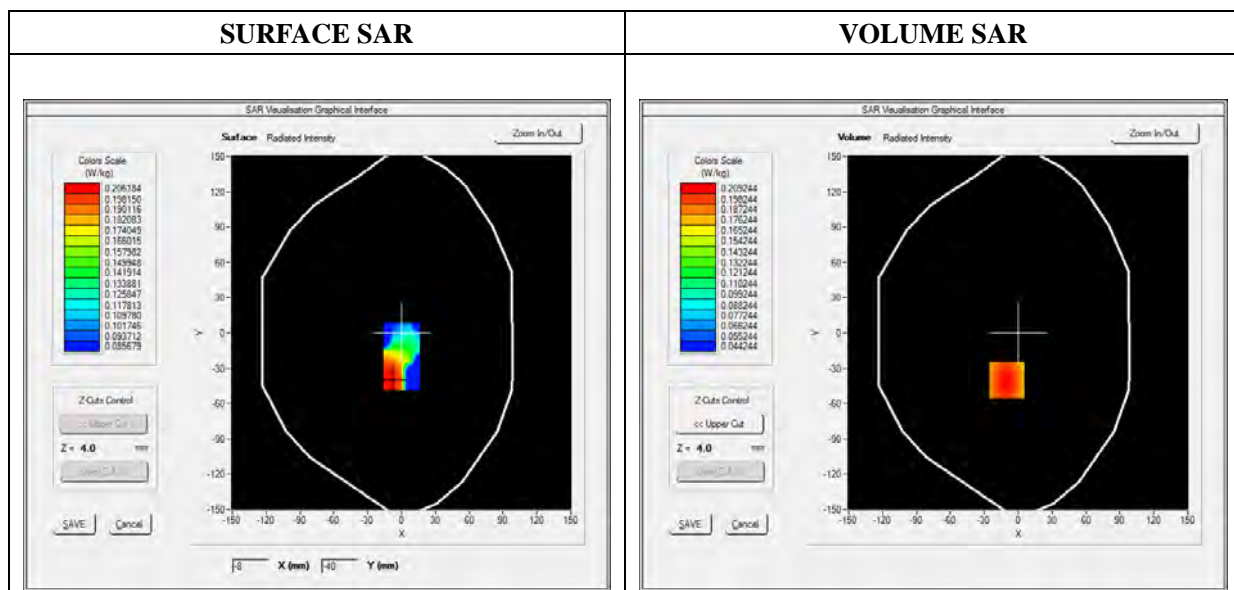 SURFACE SAR
VOLUME SAR
SAR Visualisation Graphical Interface
Surface Radiated Intensity
Zoom In/Out
Colors Scale
(W/kg)
0.206184
0.198150
0.190116
0.182083
0.174049
0.166015
0.157982
0.149948
0.141914
0.133881
0.125847
0.117813
0.109780
0.101746
0.093712
0.085679
Z-Cuts Control
<< Upper Cut
Z = 4.0 mm
SAVE
Cancel
150
120
90
60
30
0
-30
-60
-90
-120
-150
Y
-150 -120 -90 -60 -30 0 30 60 90 120 150
X
-8 X (mm) -40 Y (mm)
SAR Visualisation Graphical Interface
Volume Radiated Intensity
Zoom In/Out
Colors Scale
(W/kg)
0.209244
0.198244
0.187244
0.176244
0.165244
0.154244
0.143244
0.132244
0.121244
0.110244
0.099244
0.088244
0.077244
0.066244
0.055244
0.044244
Z-Cuts Control
<< Upper Cut
Z = 4.0 mm
SAVE
Cancel
150
120
90
60
30
0
-30
-60
-90
-120
-150
Y
-150 -120 -90 -60 -30 0 30 60 90 120 150
X